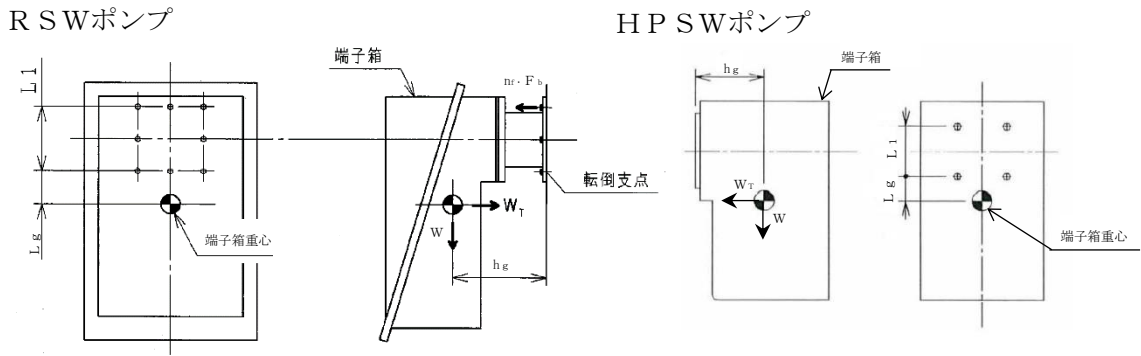 RSWポンプ
L1
Lg
端子箱重心
端子箱
nf・Fb
転倒支点
WT
W
hg
HPSWポンプ
hg
端子箱
WT
W
L1
Lg
端子箱重心